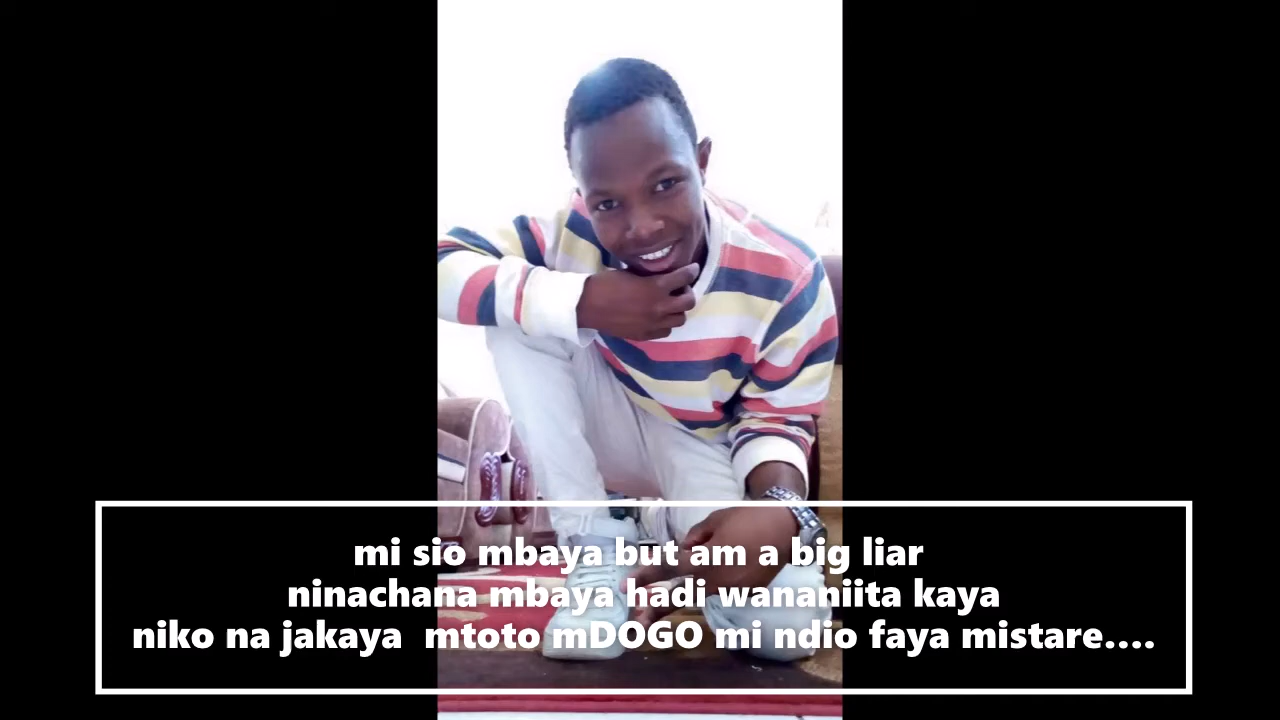 mi sio mbaya but am a big liar
ninachana mbaya hadi wananiita kaya
niko na jakaya  mtoto mDOGO mi ndio faya mistare....